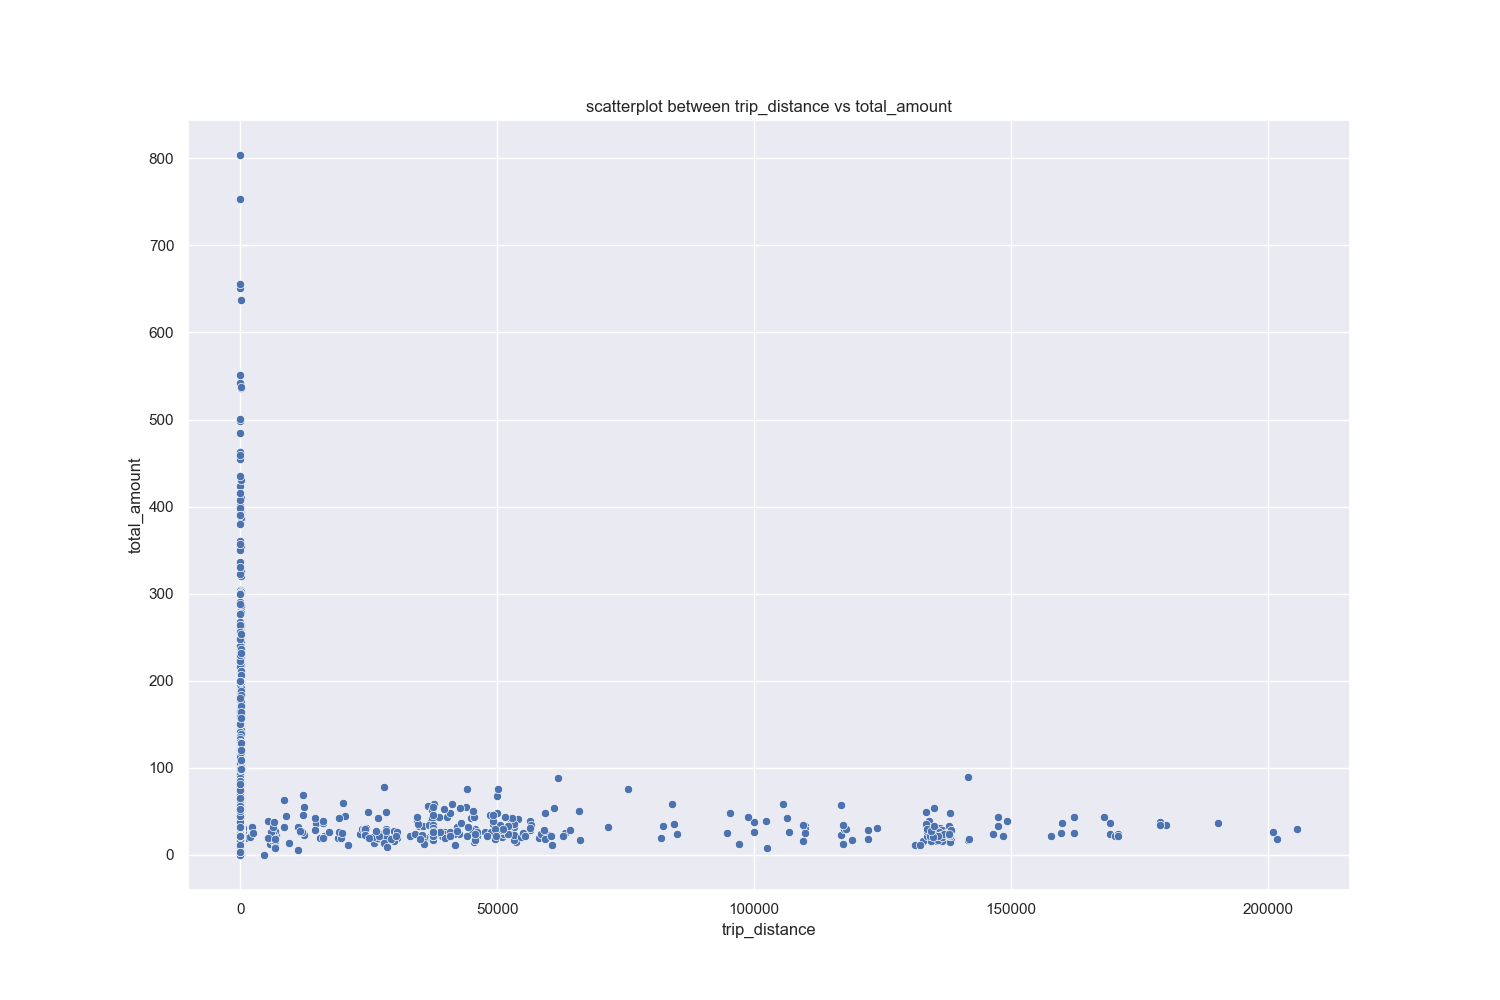 scatterplot between trip_distance vs total_amount
800
700
600
500
400
300
200
100
0
total_amount
0 50000 100000 150000 200000
trip_distance